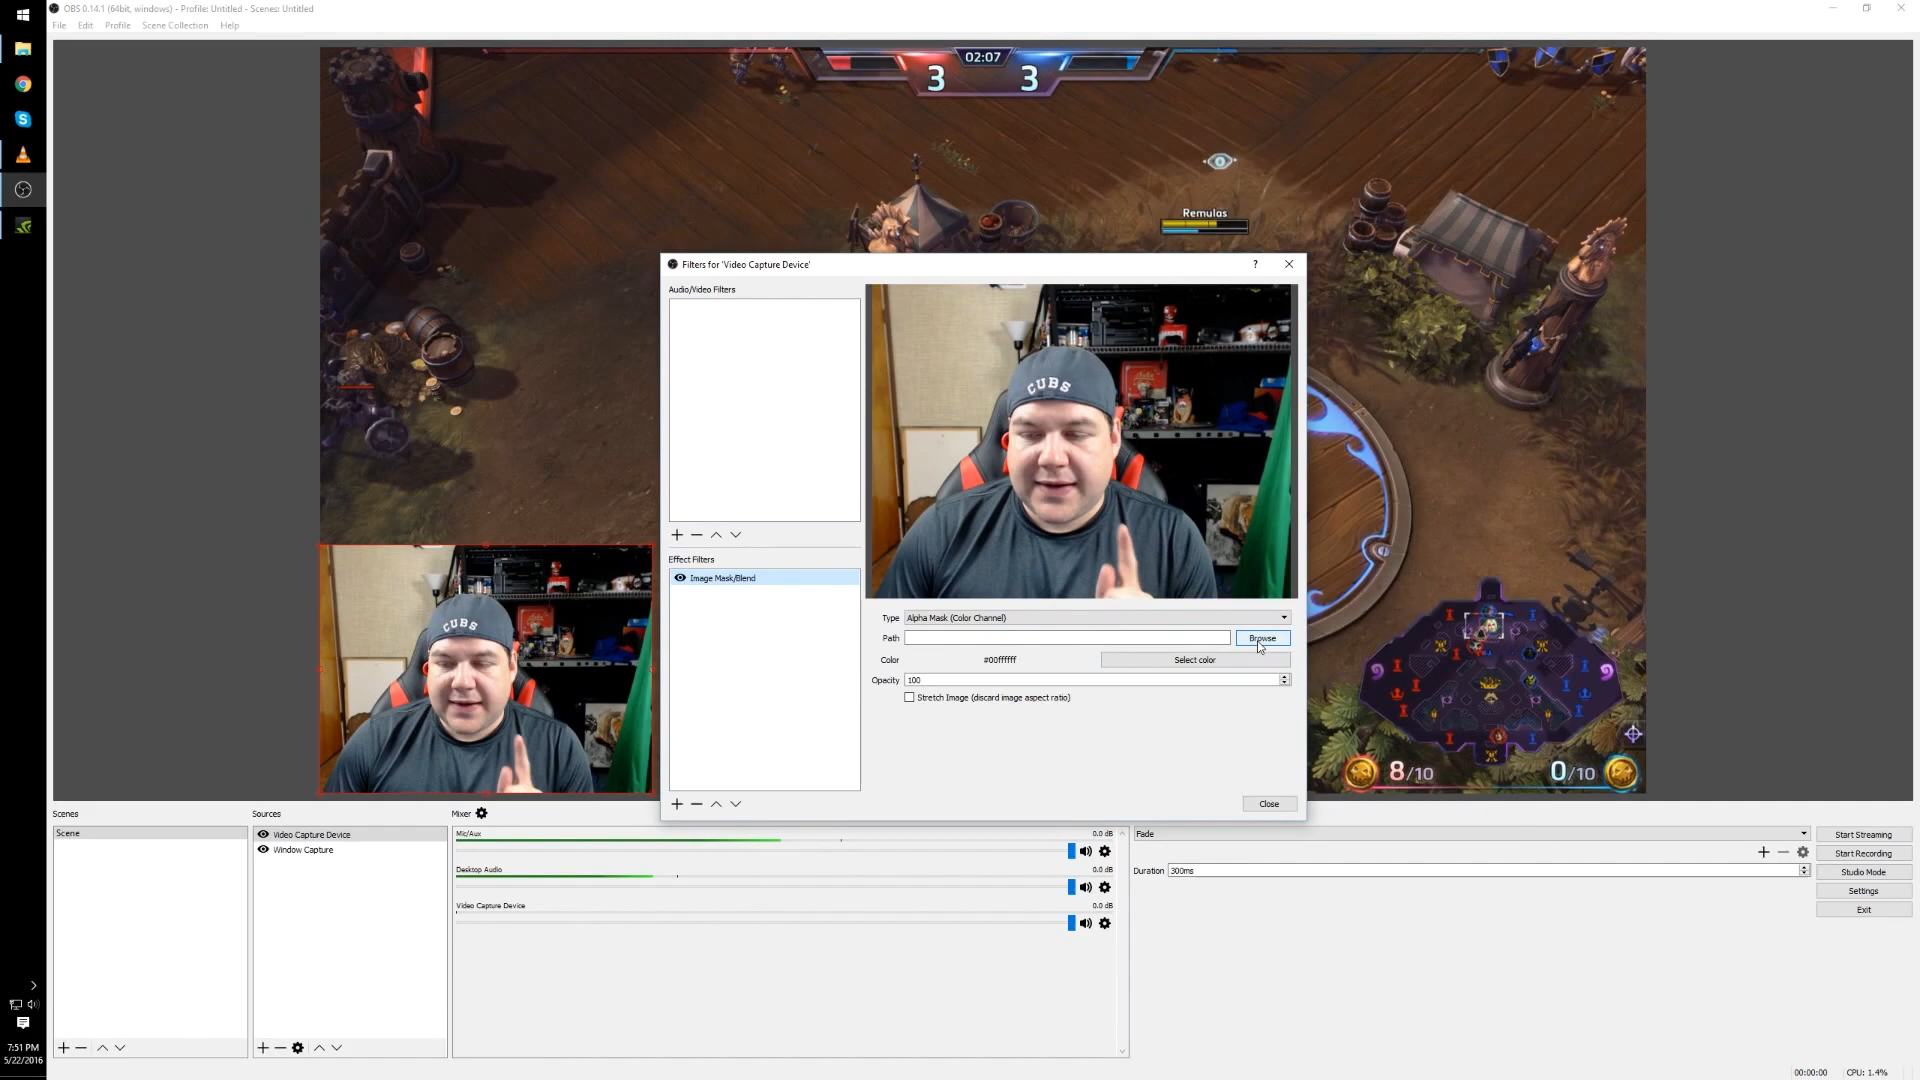 OBS 0.14.1 (64bit, windows) - Profile: Untitled - Scenes: Untitled
File Edit Profile Scene Collection Help
02:07
3 3
Remulas
Filters for 'Video Capture Device'
?
Audio/Video Filters
CUBS
Effect Filters
Image Mask/Blend
Type Alpha Mask (Color Channel)
Path Browse
Color #00ffffff Select color
Opacity 100
Stretch Image (discard image aspect ratio)
Close
CUBS
8/10 0/10
Scenes
Scene
Sources
Video Capture Device
Window Capture
Mixer
Mic/Aux 0.0 dB
Desktop Audio 0.0 dB
Video Capture Device 0.0 dB
Fade
Duration 300ms
Start Streaming
Start Recording
Studio Mode
Settings
Exit
7:51 PM
5/22/2016
00:00:00 CPU: 1.4%